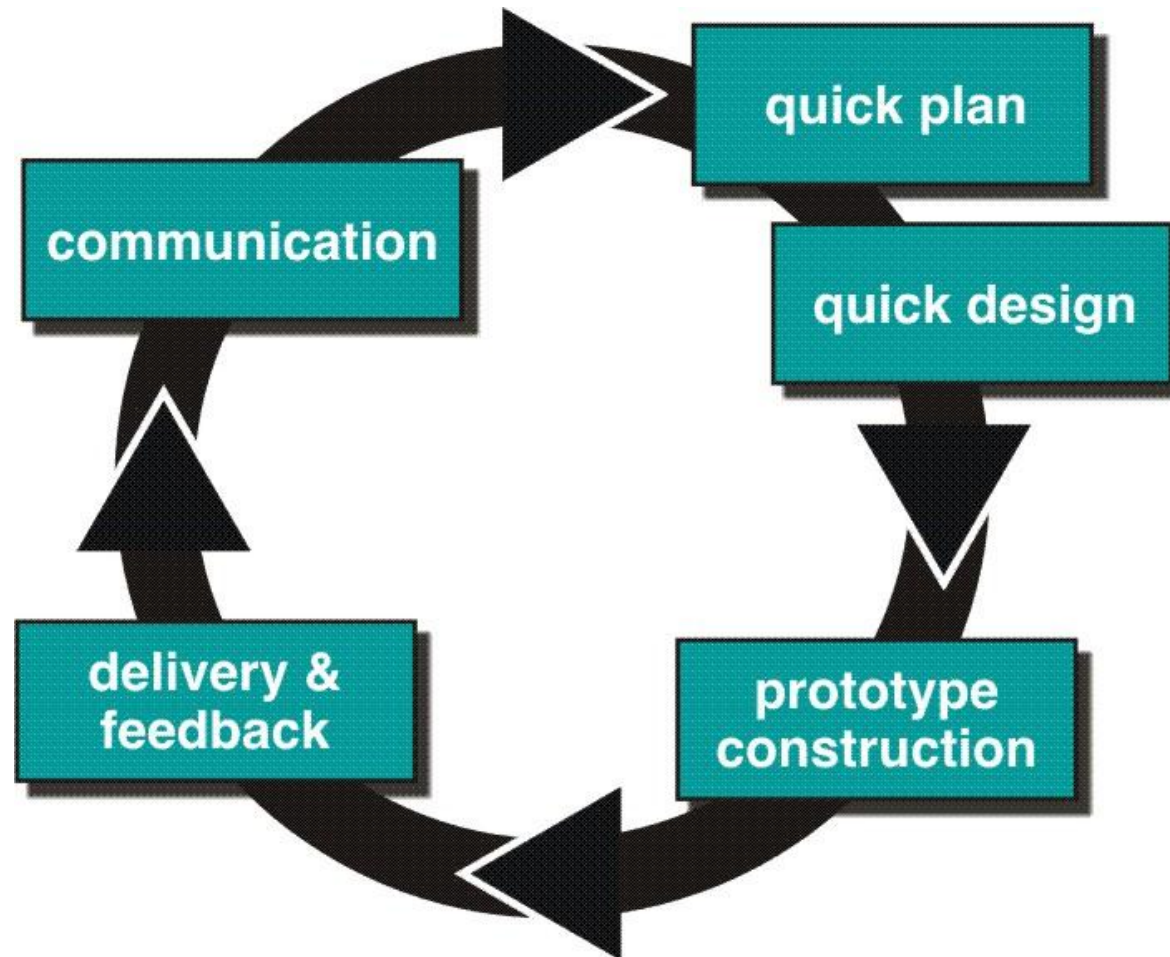 quick plan
communication
quick design
delivery &
feedback
prototype
construction